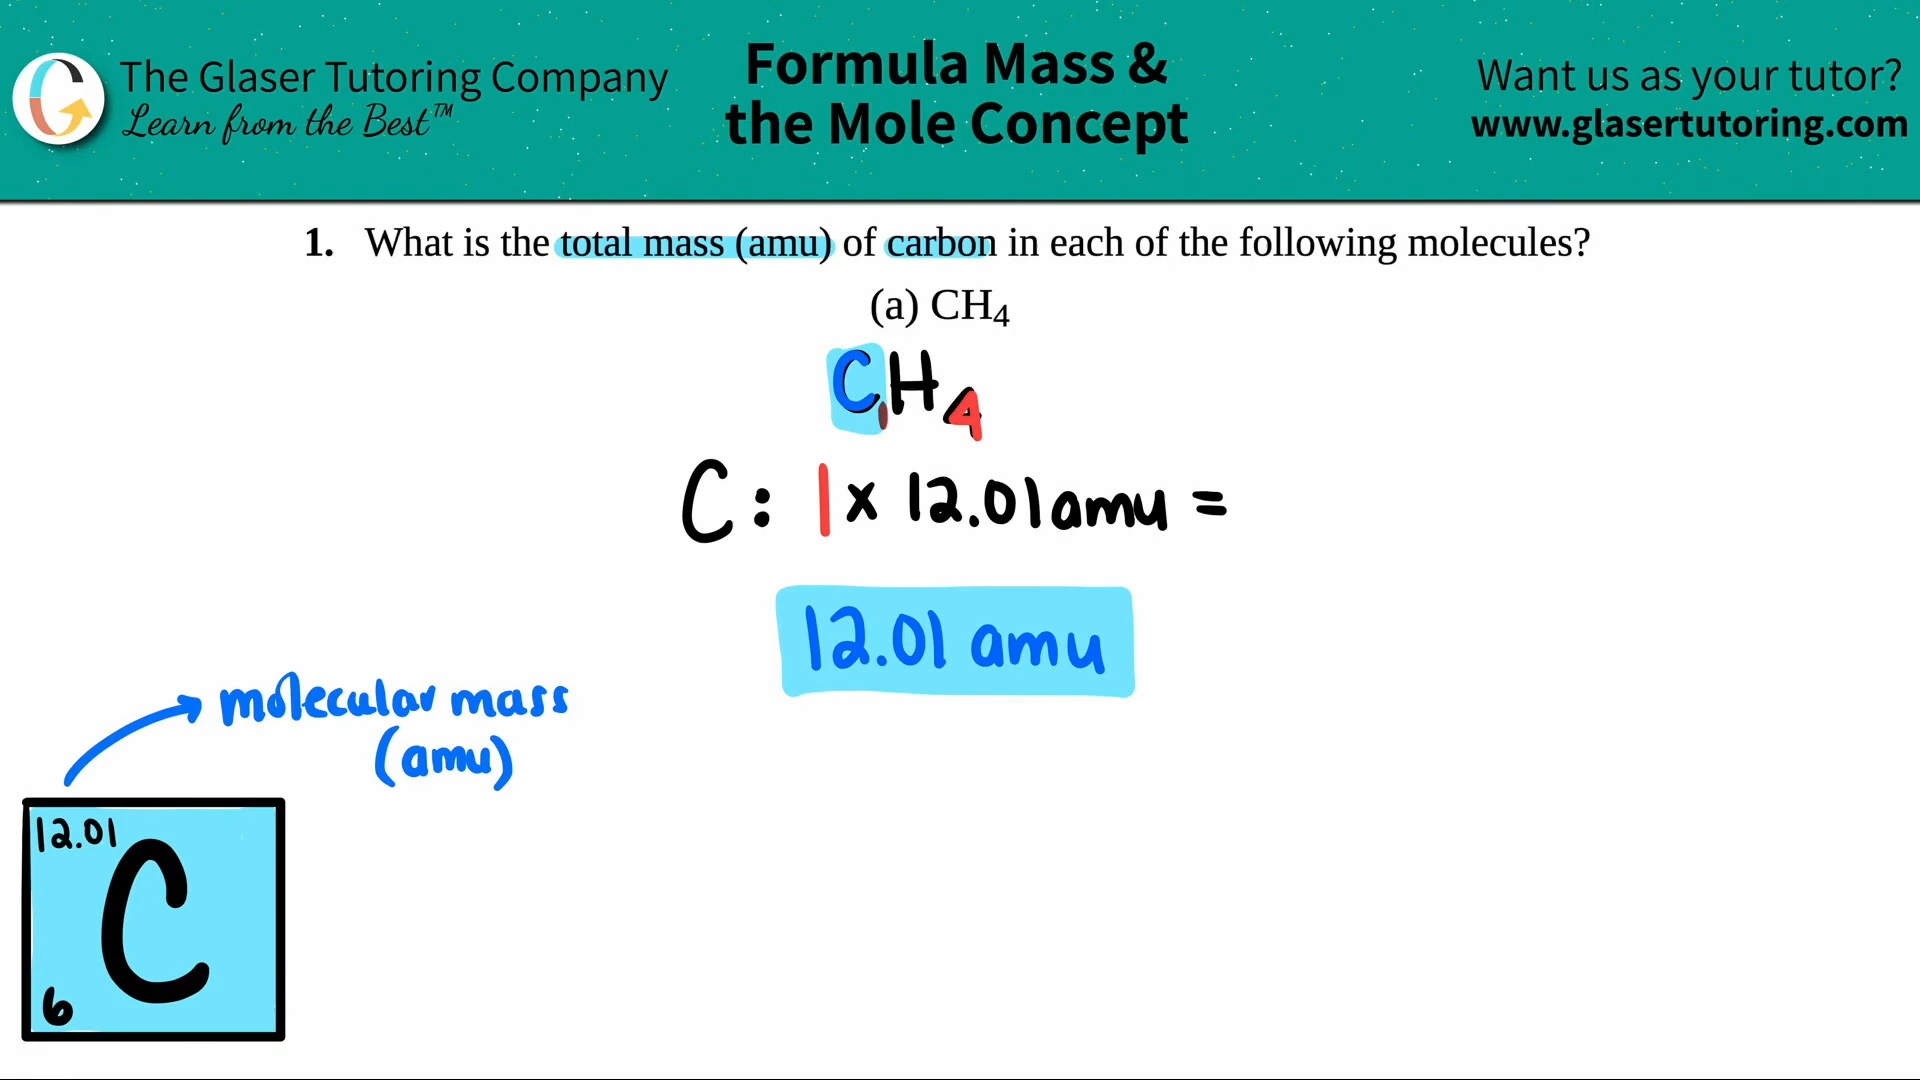 The Glaser Tutoring Company
Learn from the Best™
Formula Mass &
the Mole Concept
Want us as your tutor?
www.glasertutoring.com
1. What is the total mass (amu) of carbon in each of the following molecules?
(a) CH₄
CH₄
C: 1 x 12.01 amu =
12.01 amu
molecular mass
(amu)
12.01
C
6